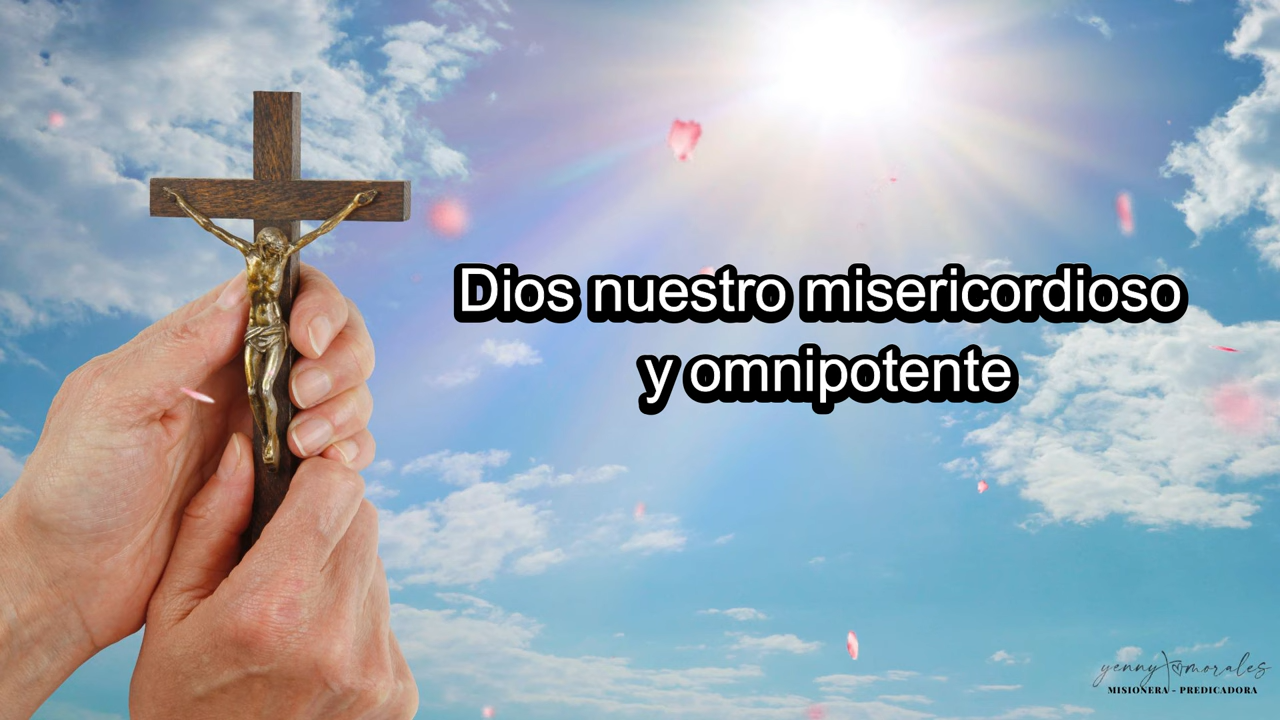 Dios nuestro misericordioso
y omnipotente
yenny morales
MISIONERA - PREDICADORA